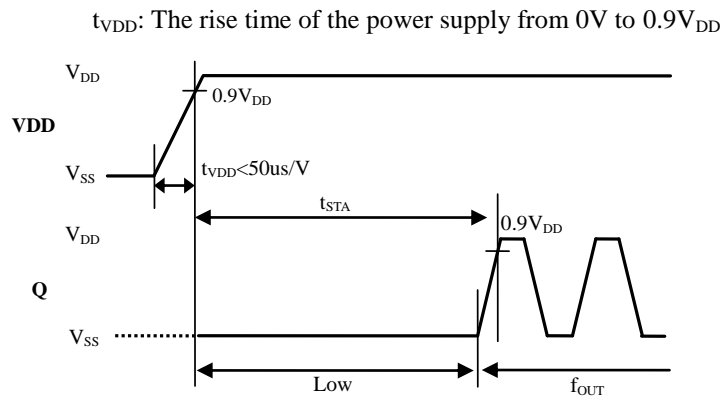 tVDD: The rise time of the power supply from 0V to 0.9VDD
VDD
0.9VDD
VDD
tVDD<50us/V
VSS
tSTA
VDD
0.9VDD
Q
VSS
Low
fOUT